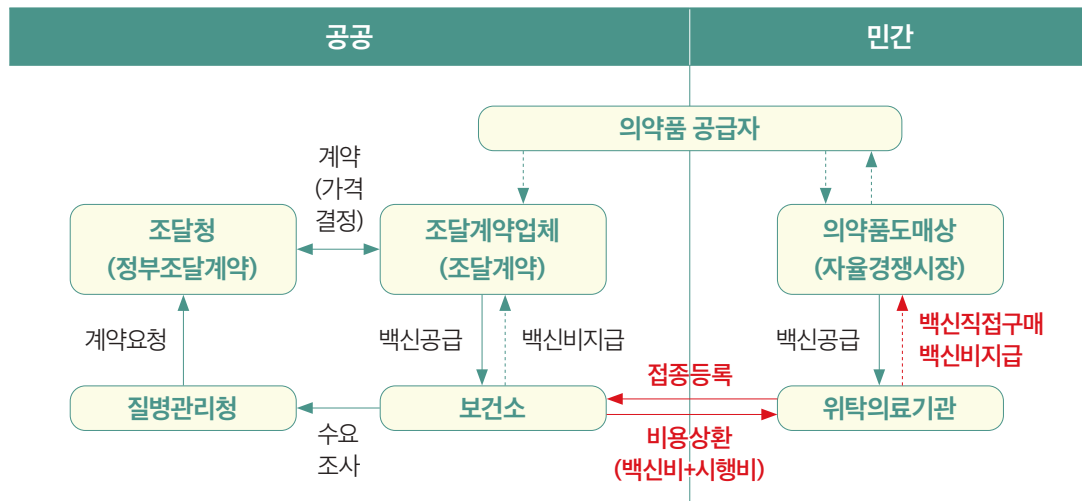 공공
민간
의약품 공급자
계약
(가격
결정)
조달청
(정부조달계약)
조달계약업체
(조달계약)
의약품도매상
(자율경쟁시장)
계약요청
백신공급
백신비지급
백신공급
백신직접구매
백신비지급
접종등록
질병관리청
보건소
위탁의료기관
수요
조사
비용상환
(백신비+시행비)